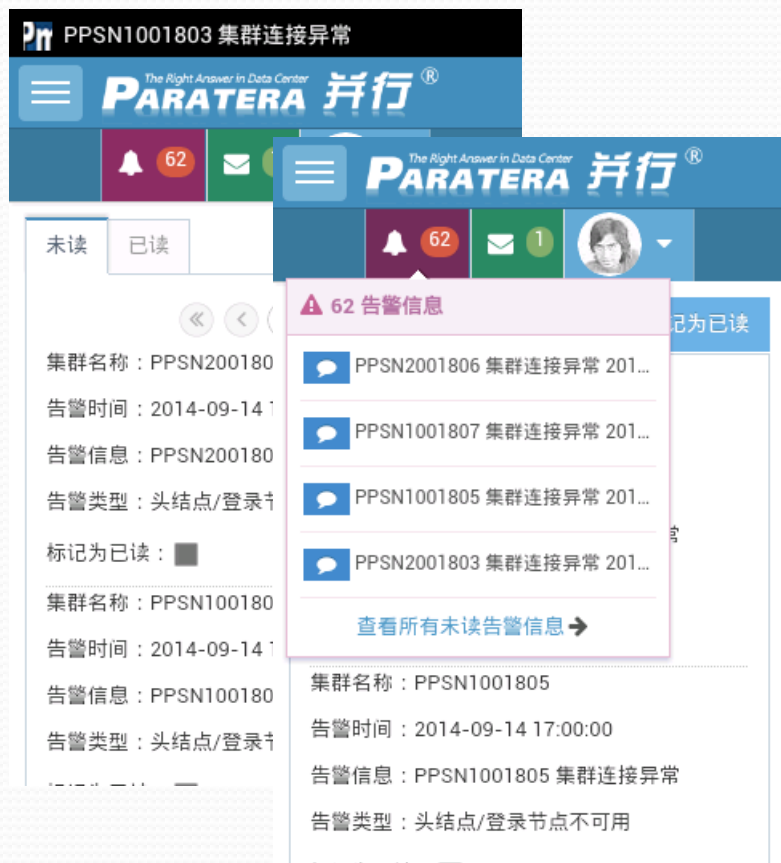 PPSN1001803 集群连接异常
The Right Answer in Data Center
PARATERA 并行®
62
未读 已读
集群名称：PPSN200180
告警时间：2014-09-14 1
告警信息：PPSN200180
告警类型：头结点/登录节
标记为已读：
集群名称：PPSN100180
告警时间：2014-09-14 1
告警信息：PPSN100180
告警类型：头结点/登录节
The Right Answer in Data Center
PARATERA 并行®
62 1
记为已读
62 告警信息
PPSN2001806 集群连接异常 201...
PPSN1001807 集群连接异常 201...
PPSN1001805 集群连接异常 201...
常
PPSN2001803 集群连接异常 201...
查看所有未读告警信息
集群名称：PPSN1001805
告警时间：2014-09-14 17:00:00
告警信息：PPSN1001805 集群连接异常
告警类型：头结点/登录节点不可用